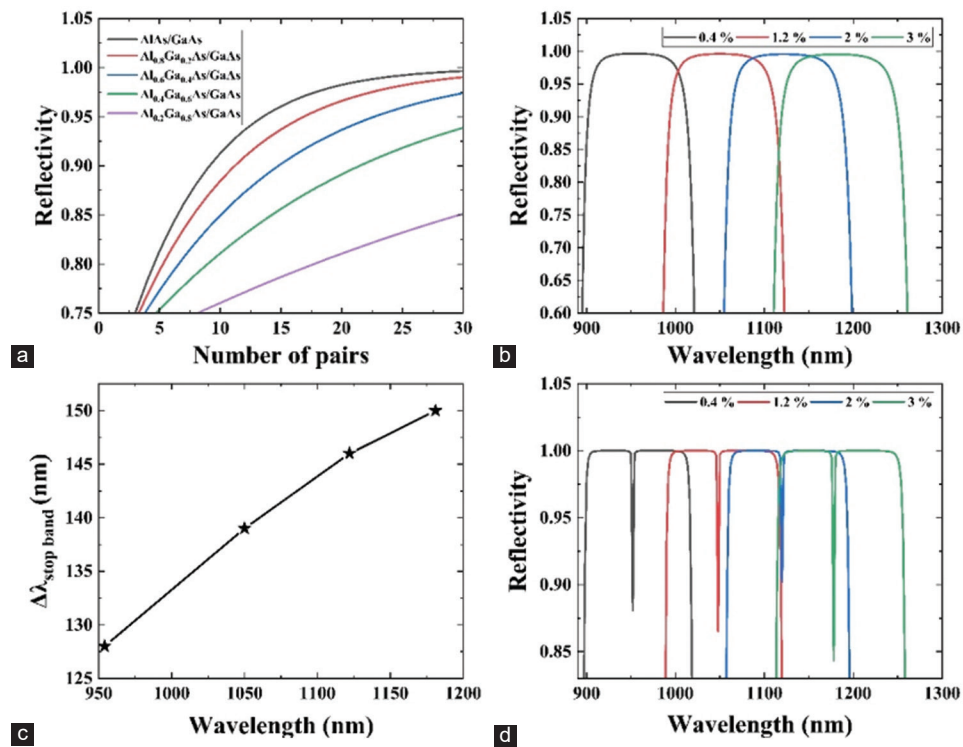 1.05
1.00
0.95
0.90
0.85
0.80
0.75
Reflectivity
AlAs/GaAs
Al0.8Ga0.2As/GaAs
Al0.6Ga0.4As/GaAs
Al0.4Ga0.6As/GaAs
Al0.2Ga0.8As/GaAs
0 5 10 15 20 25 30
Number of pairs
a
1.05
1.00
0.95
0.90
0.85
0.80
0.75
0.70
0.65
0.60
Reflectivity
0.4 % 1.2 % 2 % 3 %
900 1000 1100 1200 1300
Wavelength (nm)
b
150
145
140
135
130
125
Δλstop band (nm)
950 1000 1050 1100 1150 1200
Wavelength (nm)
c
1.05
1.00
0.95
0.90
0.85
Reflectivity
0.4 % 1.2 % 2 % 3 %
900 1000 1100 1200 1300
Wavelength (nm)
d